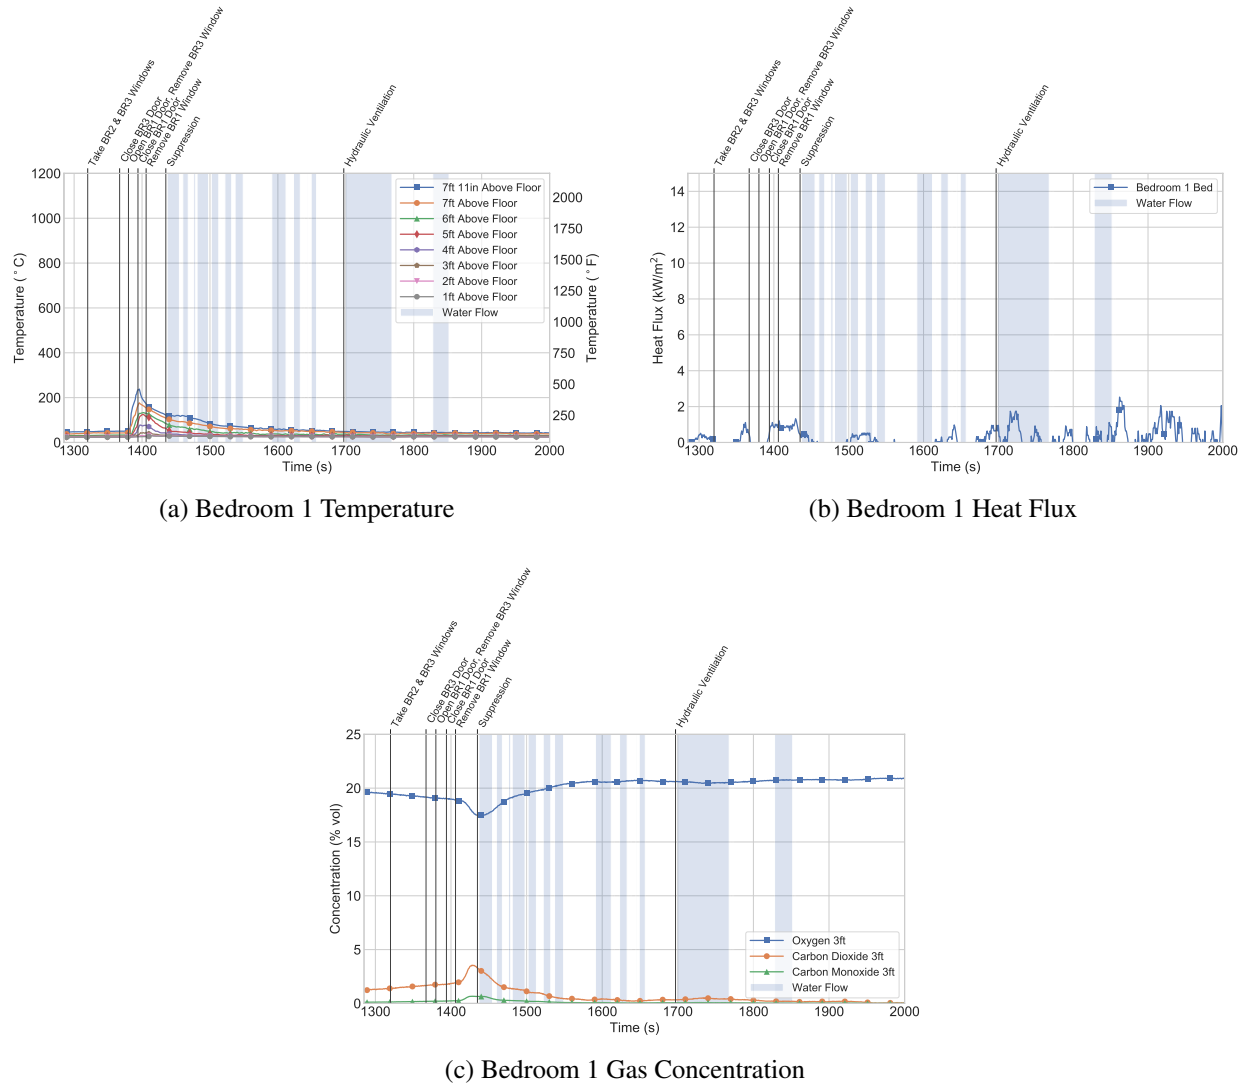 Take BR2 & BR3 Windows
Close BR3 Door
Open BR1 Door, Remove BR3 Window
Close BR1 Door
Remove BR1 Window
Suppression
Hydraulic Ventilation
1200
1000
800
600
400
200
0
Temperature (°C)
2000
1750
1500
1250
1000
750
500
250
Temperature (°F)
7ft 11in Above Floor
7ft Above Floor
6ft Above Floor
5ft Above Floor
4ft Above Floor
3ft Above Floor
2ft Above Floor
1ft Above Floor
Water Flow
1300 1400 1500 1600 1700 1800 1900 2000
Time (s)
(a) Bedroom 1 Temperature
Take BR2 & BR3 Windows
Close BR3 Door
Open BR1 Door, Remove BR3 Window
Close BR1 Door
Remove BR1 Window
Suppression
Hydraulic Ventilation
14
12
10
8
6
4
2
0
Heat Flux (kW/m²)
Bedroom 1 Bed
Water Flow
1300 1400 1500 1600 1700 1800 1900 2000
Time (s)
(b) Bedroom 1 Heat Flux
Take BR2 & BR3 Windows
Close BR3 Door
Open BR1 Door, Remove BR3 Window
Close BR1 Door
Remove BR1 Window
Suppression
Hydraulic Ventilation
25
20
15
10
5
0
Concentration (% vol)
Oxygen 3ft
Carbon Dioxide 3ft
Carbon Monoxide 3ft
Water Flow
1300 1400 1500 1600 1700 1800 1900 2000
Time (s)
(c) Bedroom 1 Gas Concentration